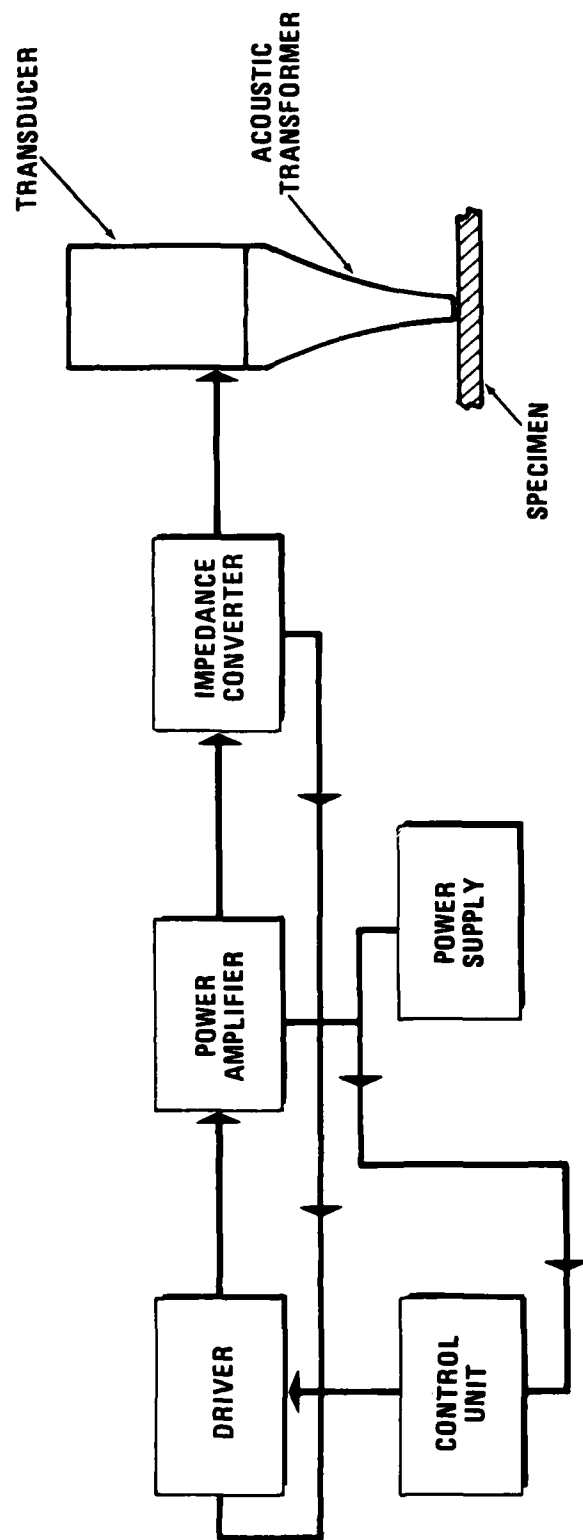 TRANSDUCER
ACOUSTIC
TRANSFORMER
IMPEDANCE
CONVERTER
POWER
AMPLIFIER
DRIVER
SPECIMEN
POWER
SUPPLY
CONTROL
UNIT